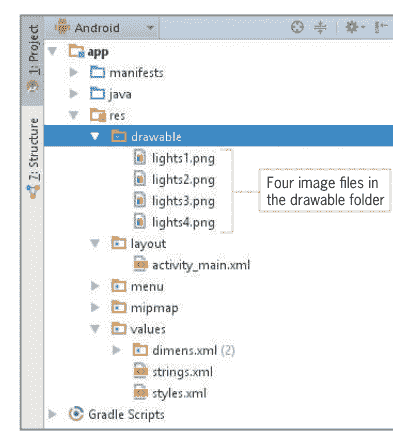 1: Project
Z: Structure
Android
app
manifests
java
res
drawable
lights1.png
lights2.png
lights3.png
lights4.png
Four image files in
the drawable folder
layout
activity_main.xml
menu
mipmap
values
dimens.xml (2)
strings.xml
styles.xml
Gradle Scripts